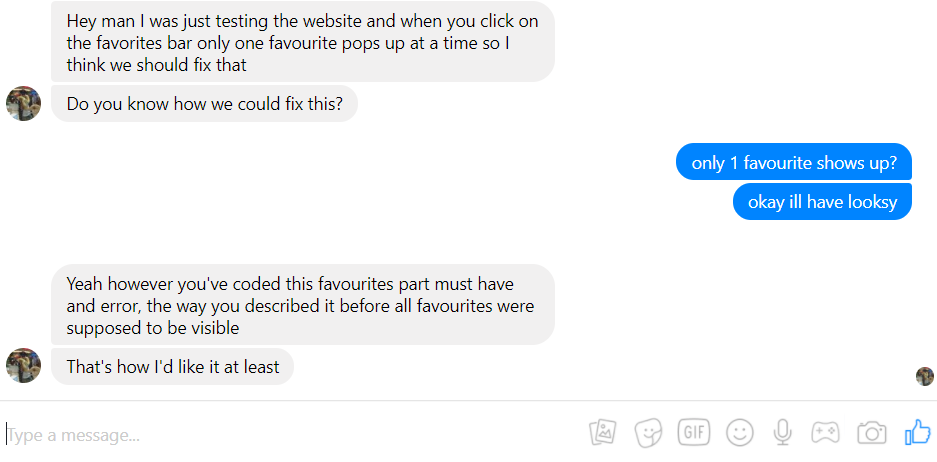 Hey man I was just testing the website and when you click on
the favorites bar only one favourite pops up at a time so I
think we should fix that
Do you know how we could fix this?
only 1 favourite shows up?
okay ill have looksy
Yeah however you've coded this favourites part must have
and error, the way you described it before all favourites were
supposed to be visible
That's how I'd like it at least
Type a message...
GIF